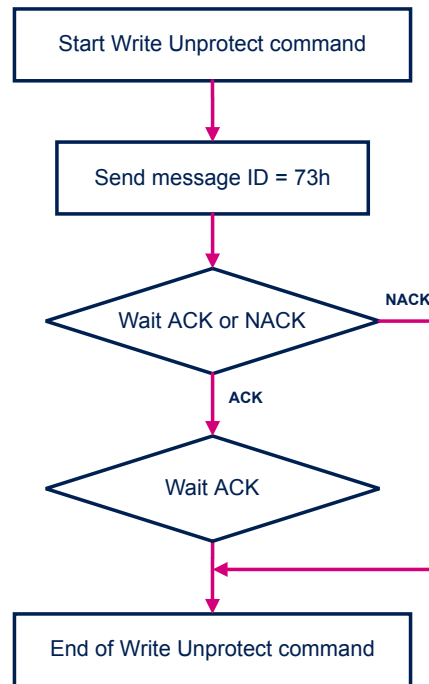 Start Write Unprotect command
Send message ID = 73h
Wait ACK or NACK
NACK
ACK
Wait ACK
End of Write Unprotect command